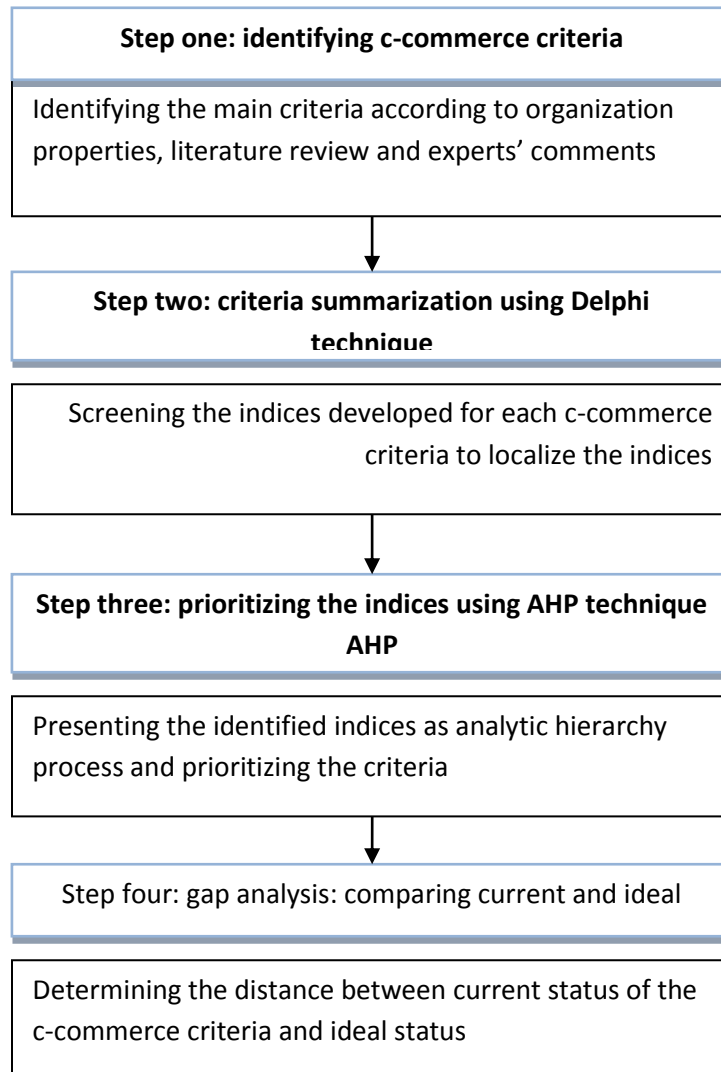 Step one: identifying c-commerce criteria
Identifying the main criteria according to organization
properties, literature review and experts’ comments
Step two: criteria summarization using Delphi
technique
Screening the indices developed for each c-commerce
criteria to localize the indices
Step three: prioritizing the indices using AHP technique
AHP
Presenting the identified indices as analytic hierarchy
process and prioritizing the criteria
Step four: gap analysis: comparing current and ideal
Determining the distance between current status of the
c-commerce criteria and ideal status